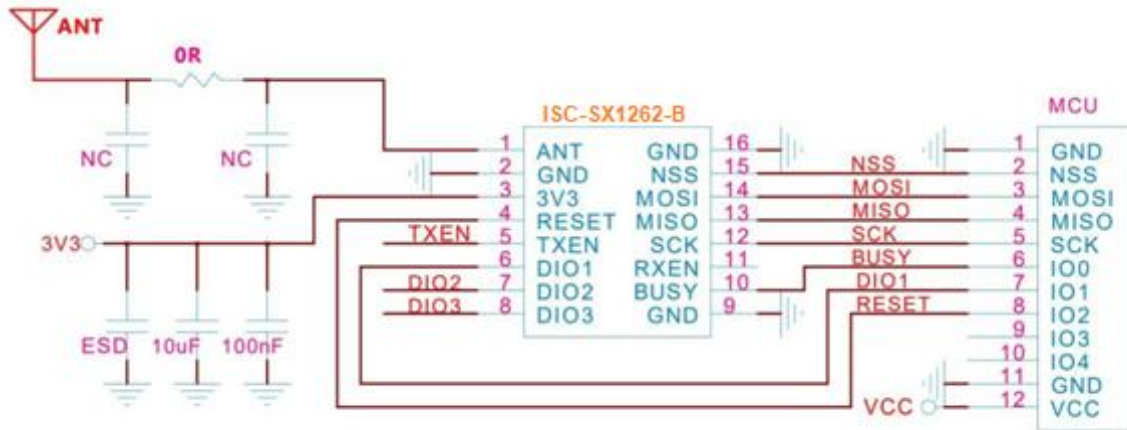 ANT
0R
NC
NC
3V3
ESD
10uF
100nF
ISC-SX1262-B
1 ANT GND 16
2 GND NSS 15
3 3V3 MOSI 14
4 RESET MISO 13
TXEN 5 TXEN SCK 12
6 DIO1 RXEN 11
DIO2 7 DIO2 BUSY 10
DIO3 8 DIO3 GND 9
NSS
MOSI
MISO
SCK
BUSY
DIO1
RESET
VCC
MCU
1 GND
2 NSS
3 MOSI
4 MISO
5 SCK
6 IO0
7 IO1
8 IO2
9 IO3
10 IO4
11 GND
12 VCC